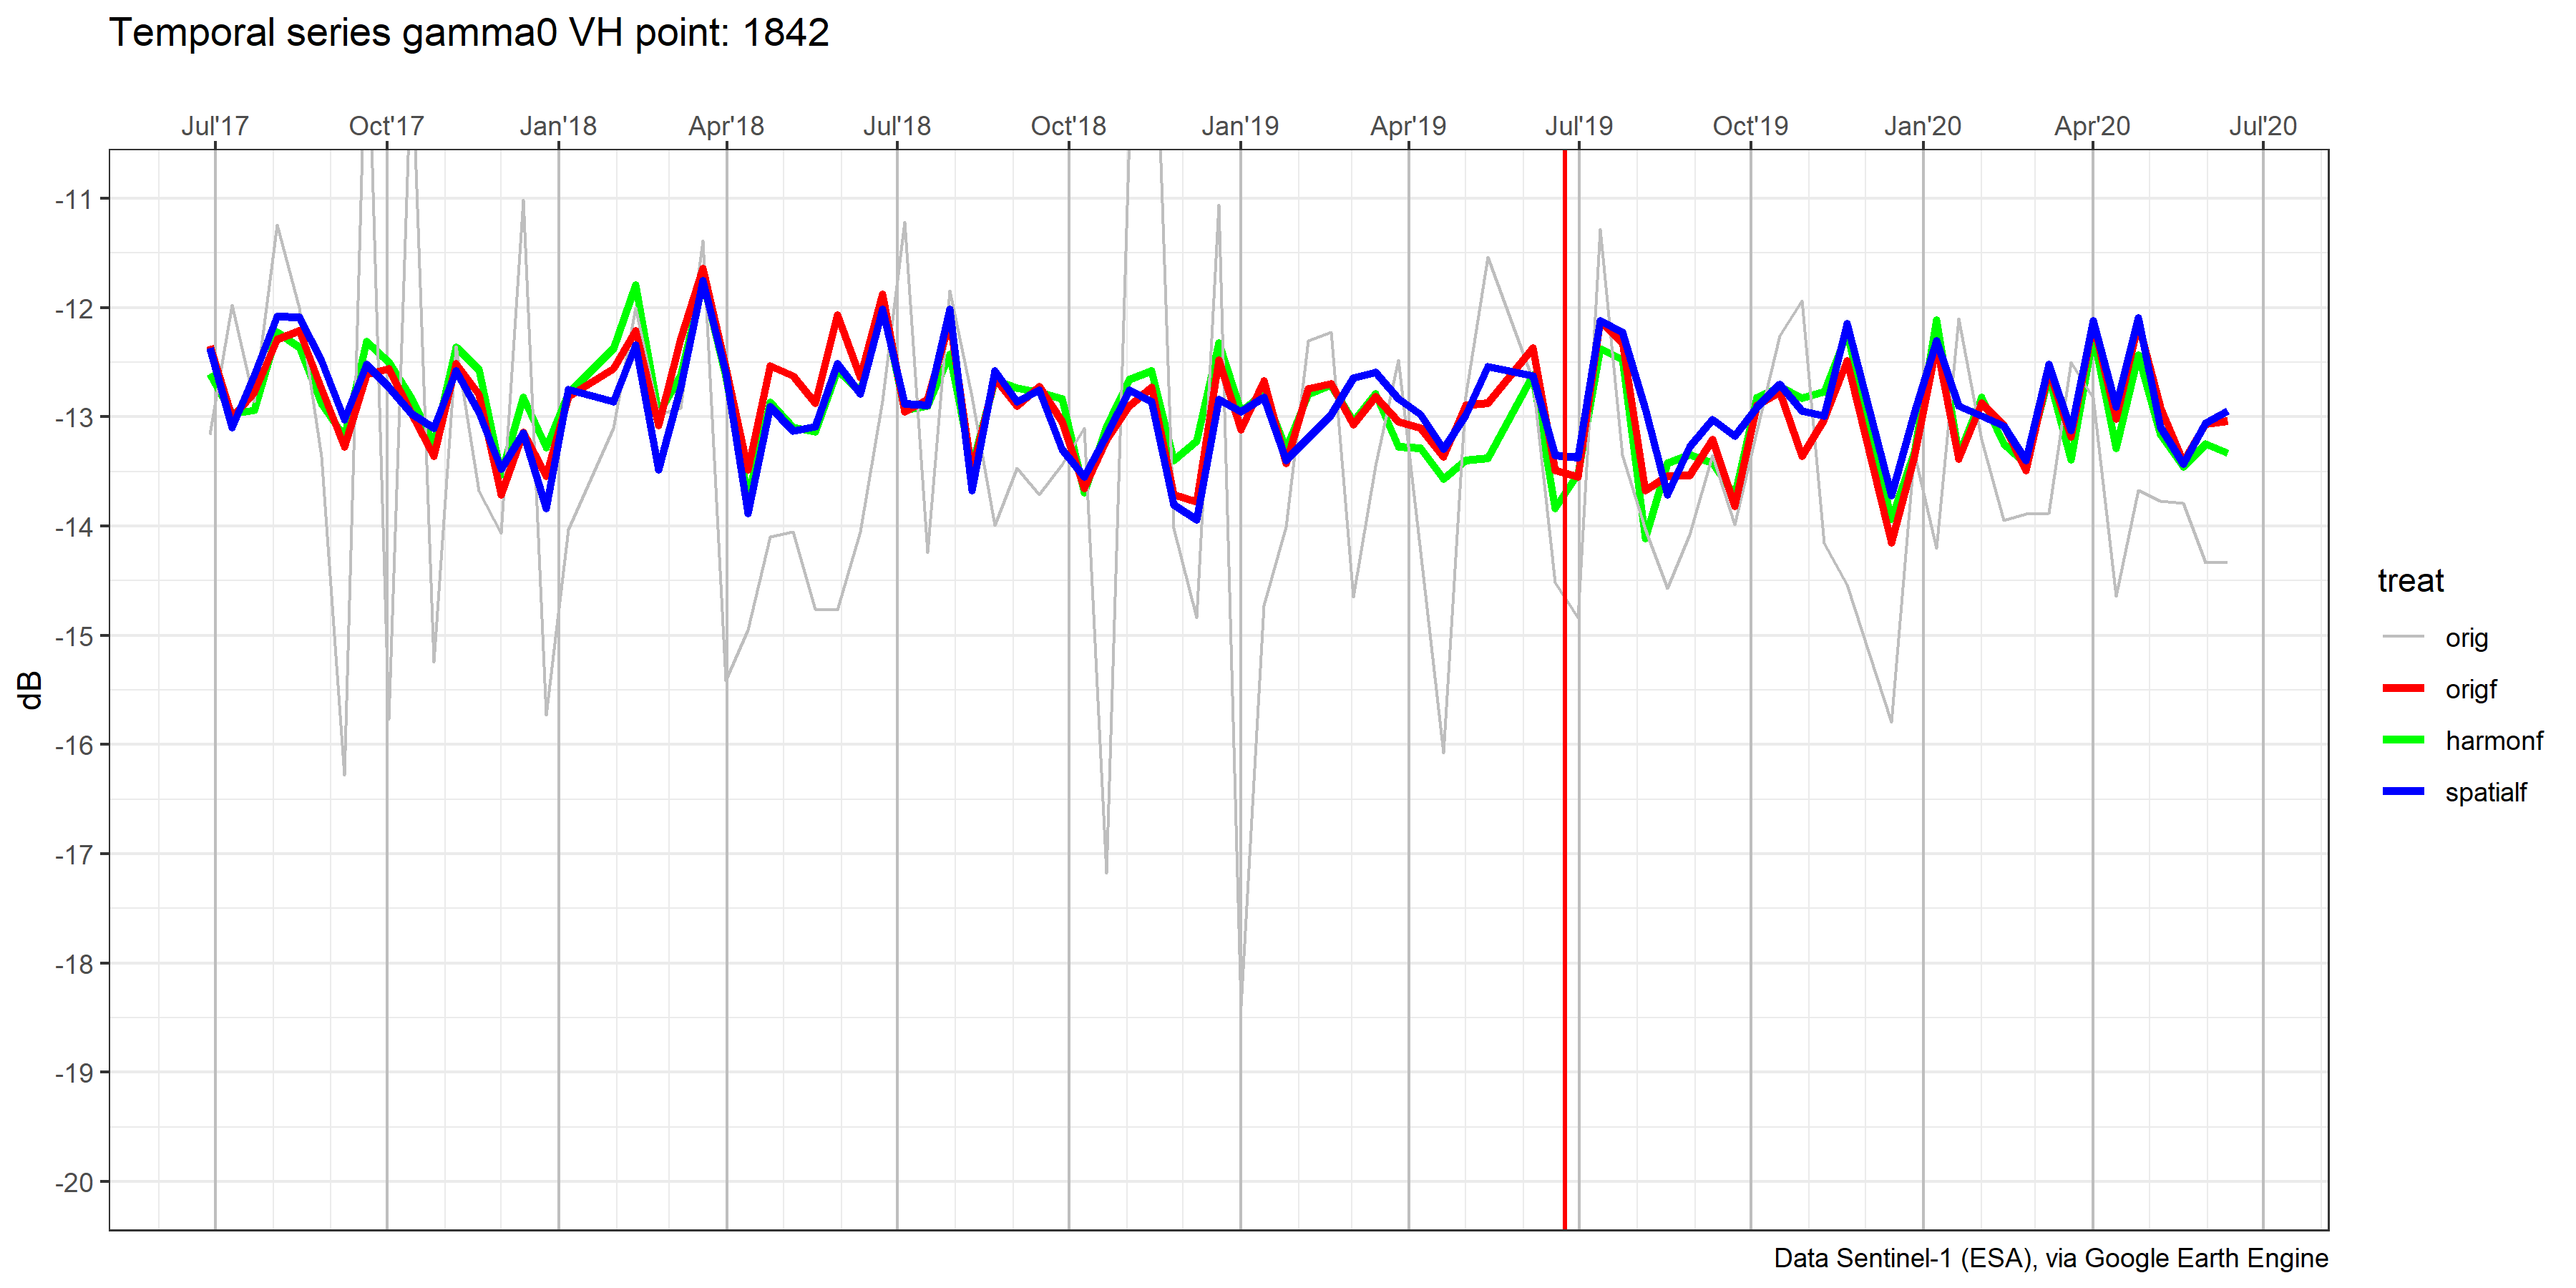 Temporal series gamma0 VH point: 1842
Jul'17 Oct'17 Jan'18 Apr'18 Jul'18 Oct'18 Jan'19 Apr'19 Jul'19 Oct'19 Jan'20 Apr'20 Jul'20
-11
-12
-13
-14
-15
-16
-17
-18
-19
-20
dB
treat
orig
origf
harmonf
spatialf
Data Sentinel-1 (ESA), via Google Earth Engine